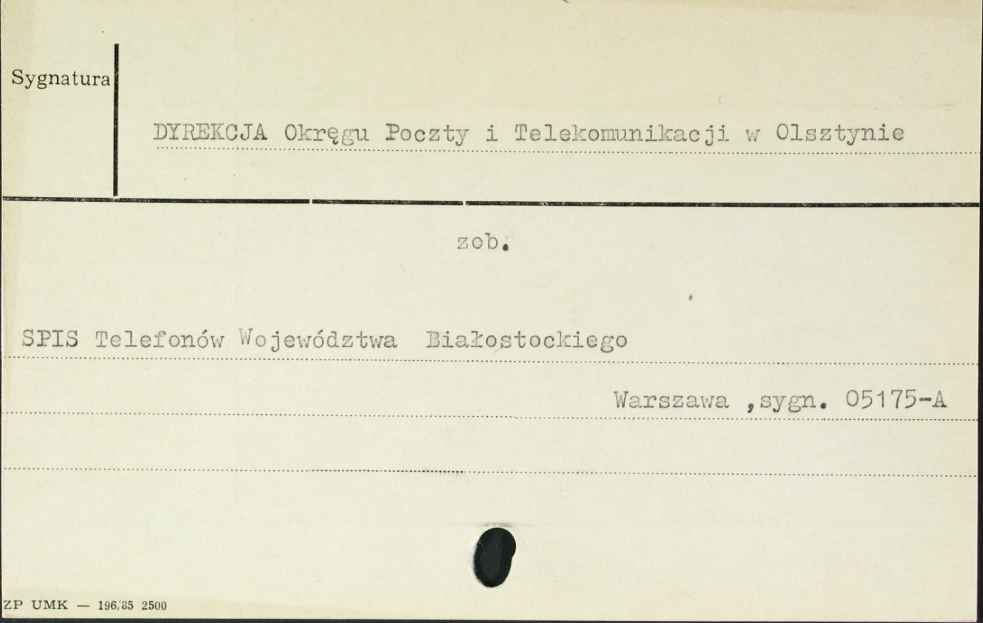 Sygnatura
DYREKCJA Okręgu Poczty i Telekomunikacji w Olsztynie
zob.
SPIS Telefonów Województwa Białostockiego
Warszawa ,sygn. 05175-A
ZP UMK — 196/85 2500